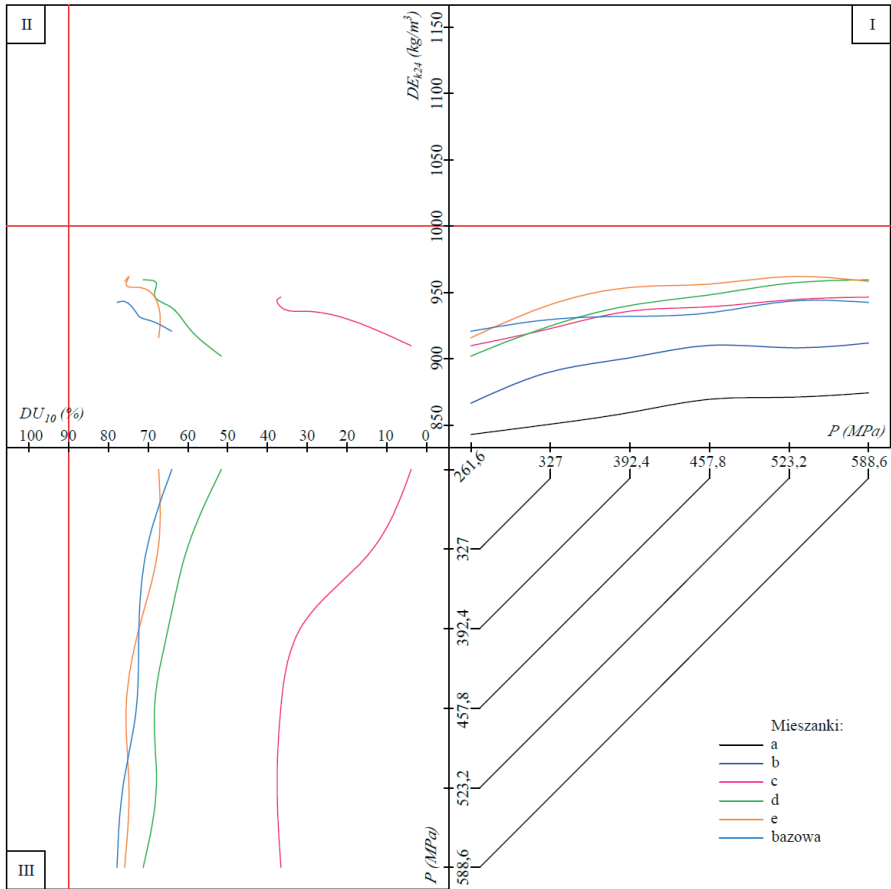 II
I
DE_k24 (kg/m³)
1150
1100
1050
1000
950
900
850
DU_10 (%)
P (MPa)
100 90 80 70 60 50 40 30 20 10 0
261,6 327 392,4 457,8 523,2 588,6
327
392,4
457,8
523,2
588,6
P (MPa)
Mieszanki:
a
b
c
d
e
bazowa
III